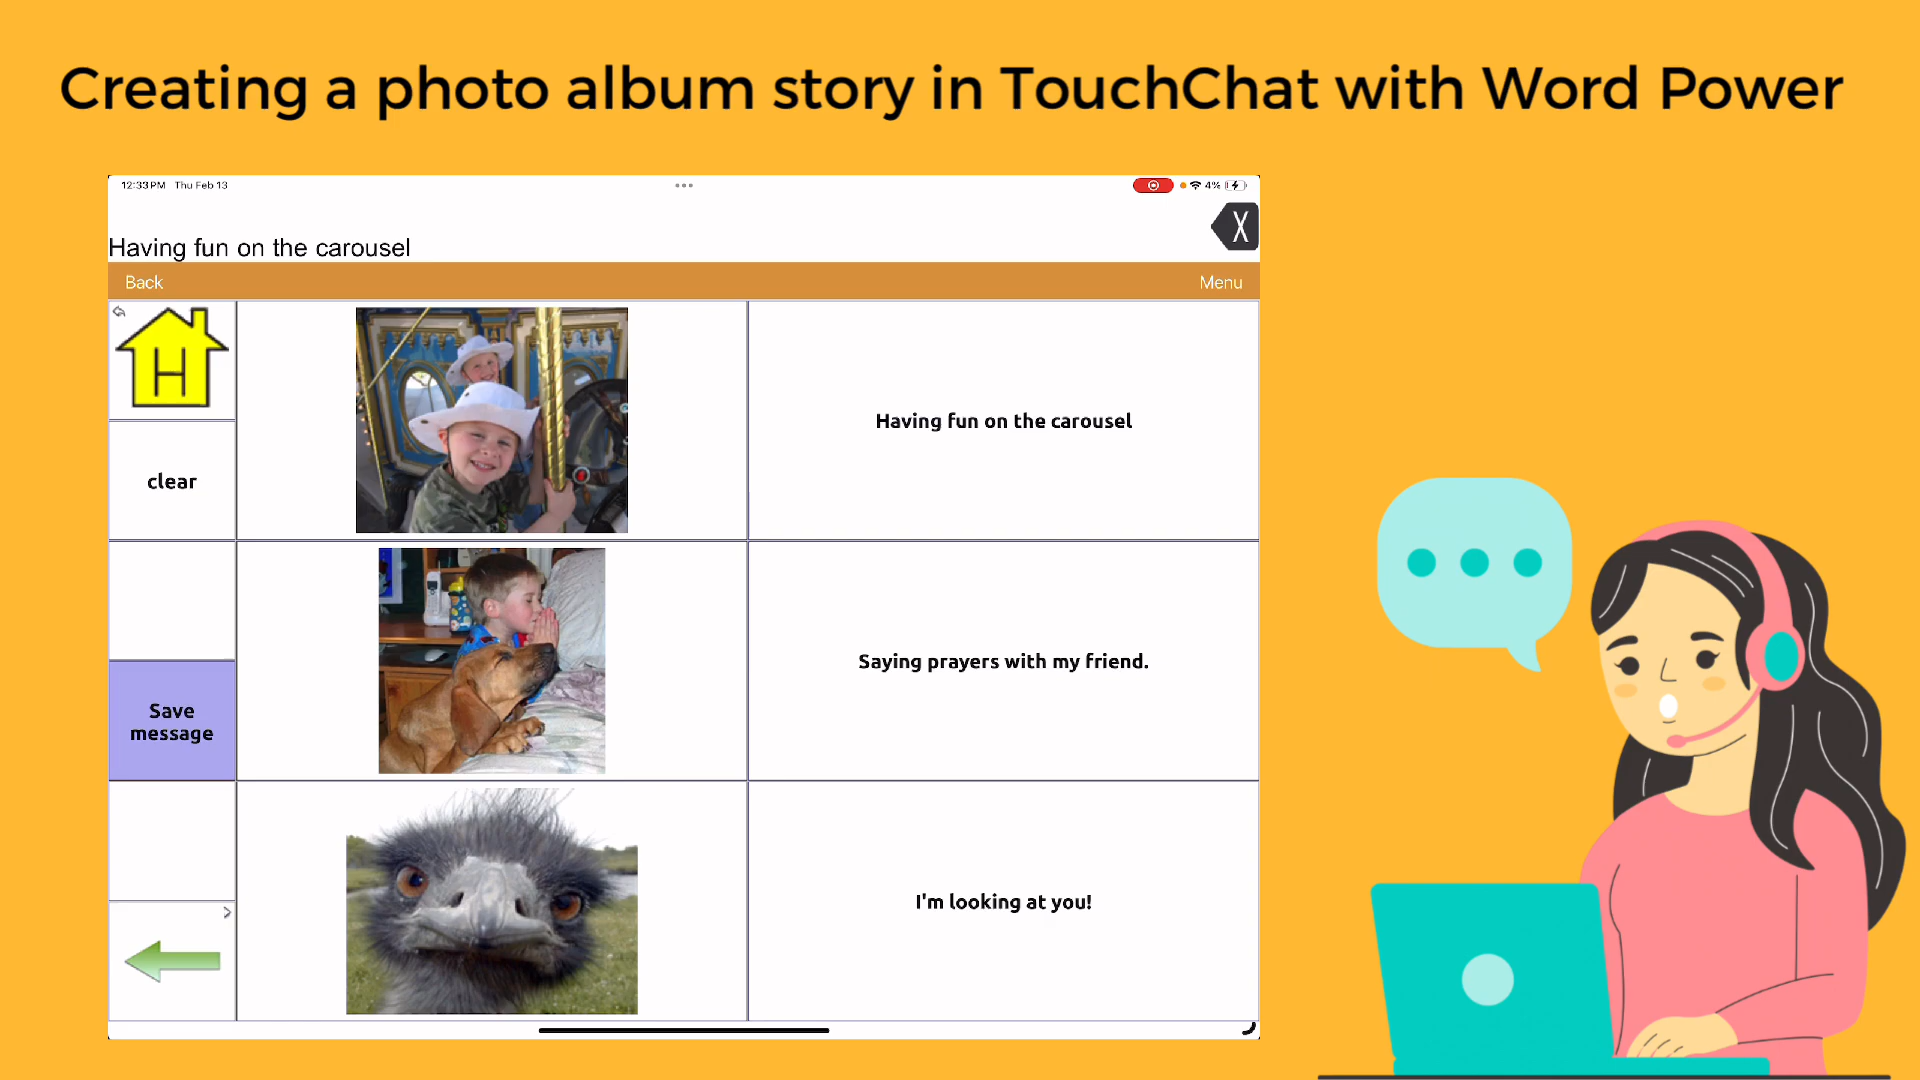 Creating a photo album story in TouchChat with Word Power
12:33 PM Thu Feb 13
4%
Having fun on the carousel
X
Back
Menu
H
Having fun on the carousel
clear
Saying prayers with my friend.
Save
message
I'm looking at you!